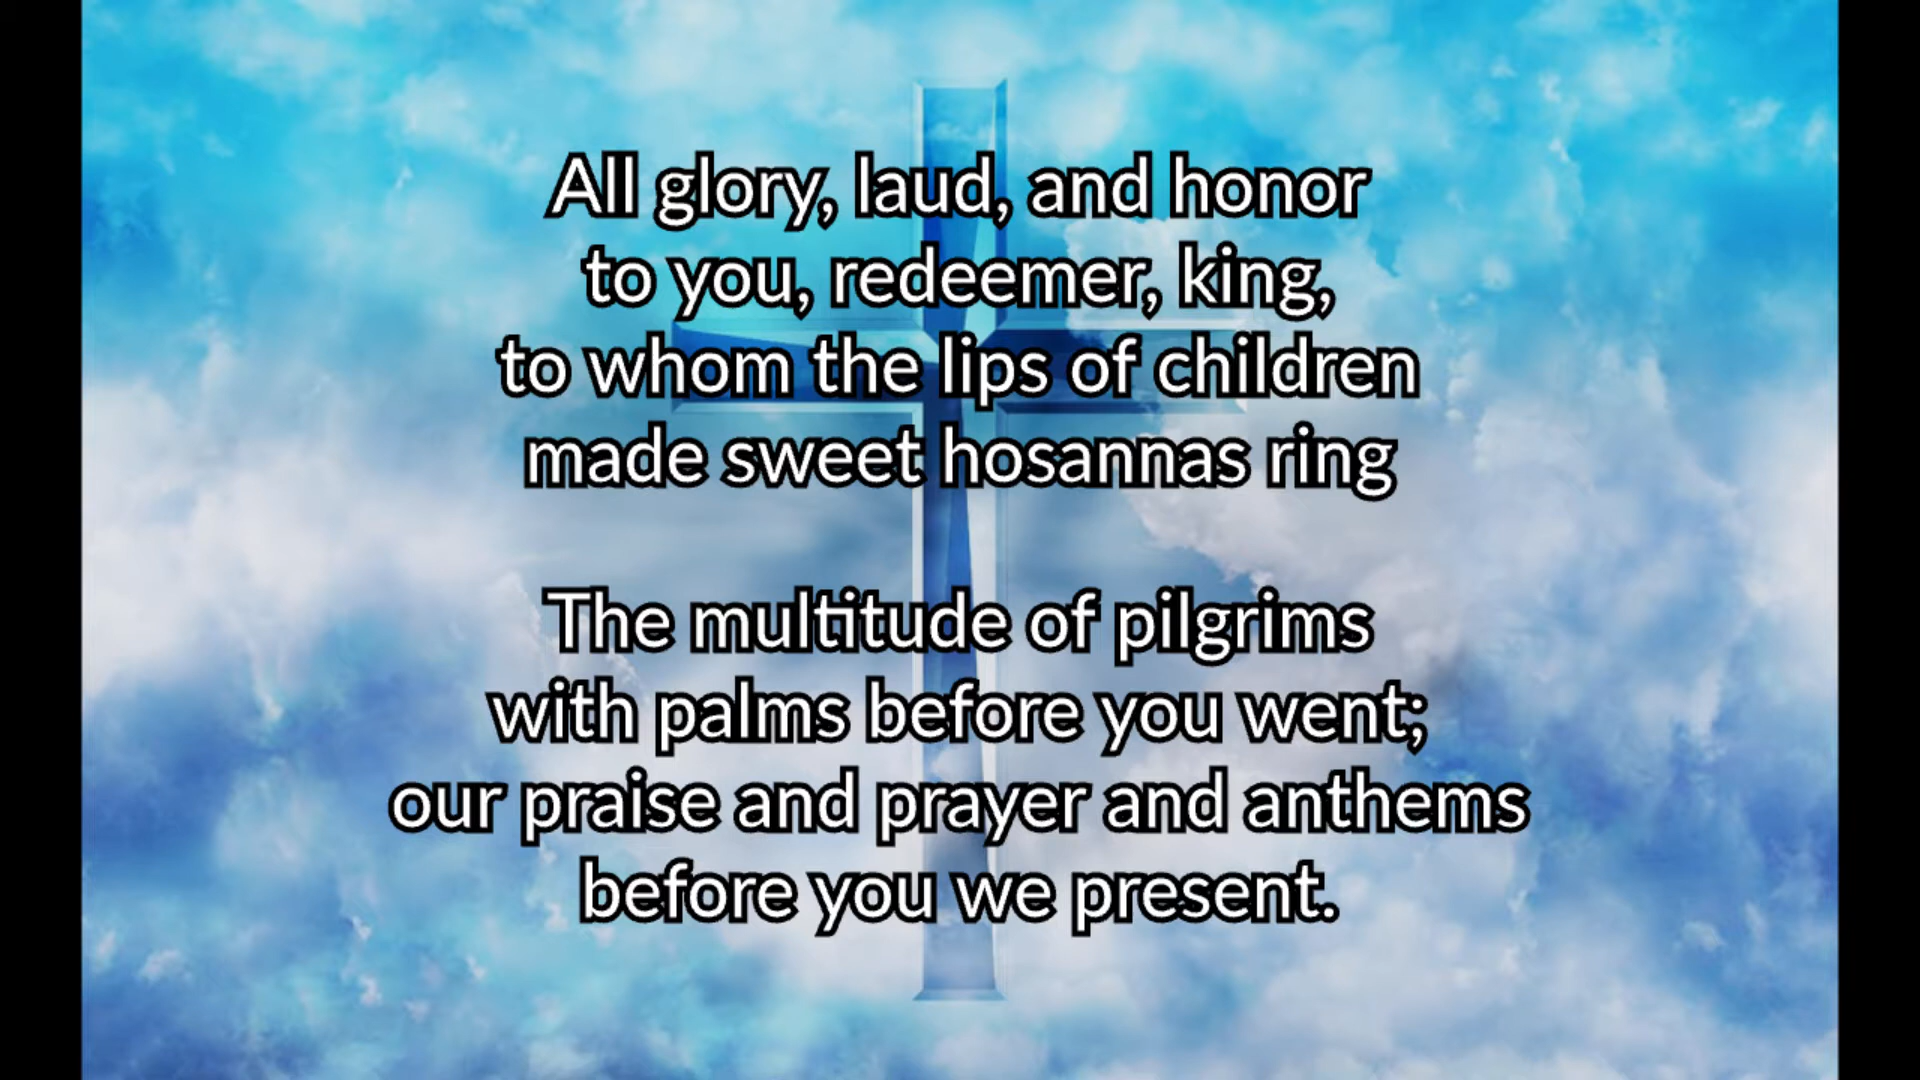 All glory, laud, and honor
to you, redeemer, king,
to whom the lips of children
made sweet hosannas ring
The multitude of pilgrims
with palms before you went;
our praise and prayer and anthems
before you we present.